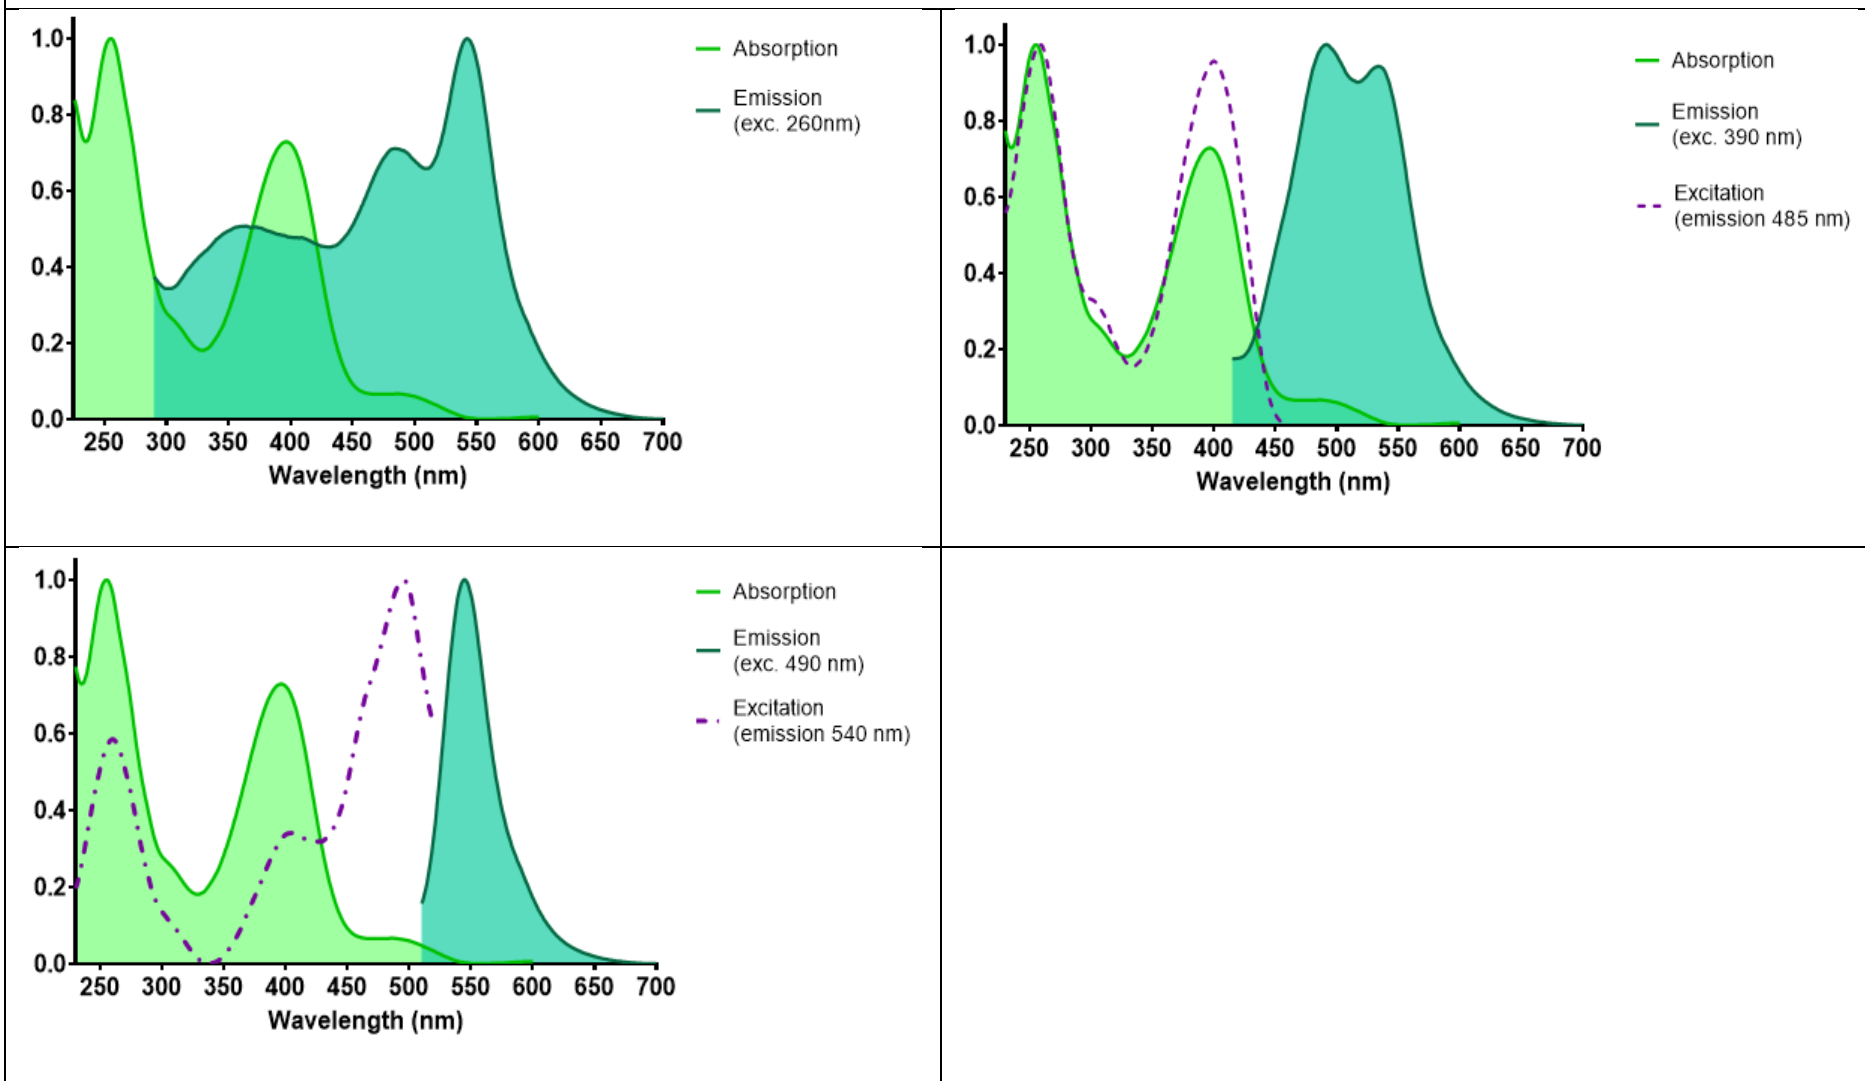 1.0
0.8
0.6
0.4
0.2
0.0
250 300 350 400 450 500 550 600 650 700
Wavelength (nm)
Absorption
Emission
(exc. 260nm)
1.0
0.8
0.6
0.4
0.2
0.0
250 300 350 400 450 500 550 600 650 700
Wavelength (nm)
Absorption
Emission
(exc. 390 nm)
Excitation
(emission 485 nm)
1.0
0.8
0.6
0.4
0.2
0.0
250 300 350 400 450 500 550 600 650 700
Wavelength (nm)
Absorption
Emission
(exc. 490 nm)
Excitation
(emission 540 nm)